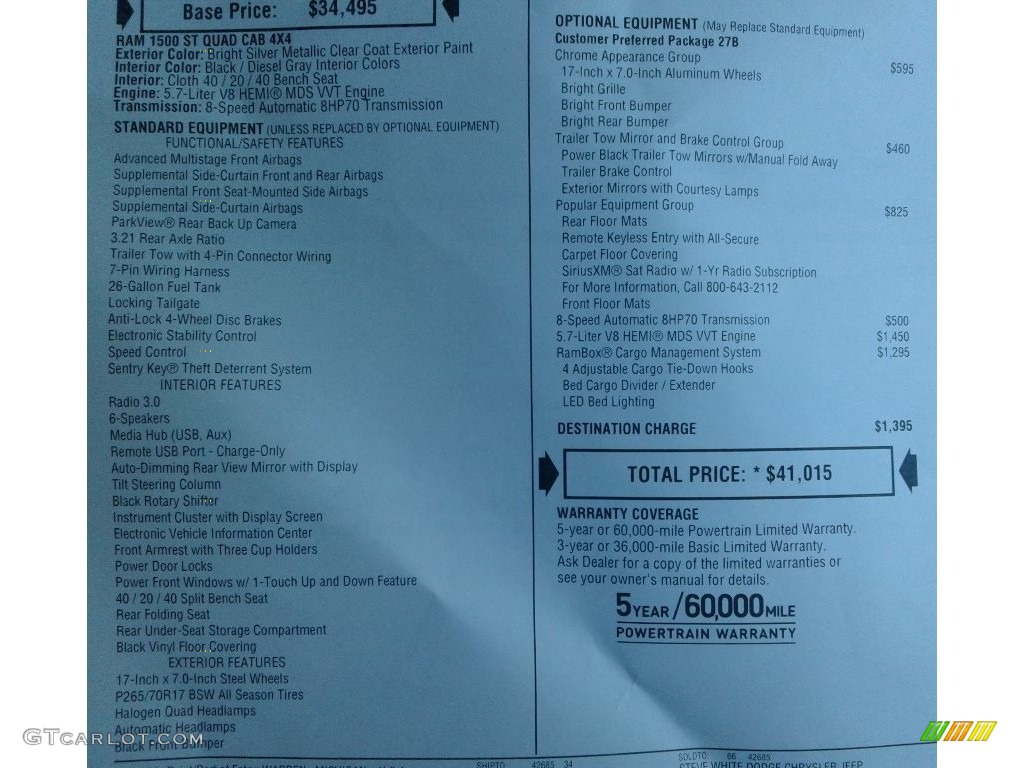 Base Price: $34,495
RAM 1500 ST QUAD CAB 4X4
Exterior Color: Bright Silver Metallic Clear Coat Exterior Paint
Interior Color: Black / Diesel Gray Interior Colors
Interior: Cloth 40 / 20 / 40 Bench Seat
Engine: 5.7-Liter V8 HEMI® MDS VVT Engine
Transmission: 8-Speed Automatic 8HP70 Transmission
STANDARD EQUIPMENT (UNLESS REPLACED BY OPTIONAL EQUIPMENT)
FUNCTIONAL/SAFETY FEATURES
Advanced Multistage Front Airbags
Supplemental Side-Curtain Front and Rear Airbags
Supplemental Front Seat-Mounted Side Airbags
Supplemental Side-Curtain Airbags
ParkView® Rear Back Up Camera
3.21 Rear Axle Ratio
Trailer Tow with 4-Pin Connector Wiring
7-Pin Wiring Harness
26-Gallon Fuel Tank
Locking Tailgate
Anti-Lock 4-Wheel Disc Brakes
Electronic Stability Control
Speed Control
Sentry Key® Theft Deterrent System
INTERIOR FEATURES
Radio 3.0
6-Speakers
Media Hub (USB, Aux)
Remote USB Port - Charge-Only
Auto-Dimming Rear View Mirror with Display
Tilt Steering Column
Black Rotary Shifter
Instrument Cluster with Display Screen
Electronic Vehicle Information Center
Front Armrest with Three Cup Holders
Power Door Locks
Power Front Windows w/ 1-Touch Up and Down Feature
40 / 20 / 40 Split Bench Seat
Rear Folding Seat
Rear Under-Seat Storage Compartment
Black Vinyl Floor Covering
EXTERIOR FEATURES
17-Inch x 7.0-Inch Steel Wheels
P265/70R17 BSW All Season Tires
Halogen Quad Headlamps
Automatic Headlamps
Black Front Bumper
OPTIONAL EQUIPMENT (May Replace Standard Equipment)
Customer Preferred Package 27B
Chrome Appearance Group $595
17-Inch x 7.0-Inch Aluminum Wheels
Bright Grille
Bright Front Bumper
Bright Rear Bumper
Trailer Tow Mirror and Brake Control Group $460
Power Black Trailer Tow Mirrors w/Manual Fold Away
Trailer Brake Control
Exterior Mirrors with Courtesy Lamps
Popular Equipment Group $825
Rear Floor Mats
Remote Keyless Entry with All-Secure
Carpet Floor Covering
SiriusXM® Sat Radio w/ 1-Yr Radio Subscription
For More Information, Call 800-643-2112
Front Floor Mats
8-Speed Automatic 8HP70 Transmission $500
5.7-Liter V8 HEMI® MDS VVT Engine $1,450
RamBox® Cargo Management System $1,295
4 Adjustable Cargo Tie-Down Hooks
Bed Cargo Divider / Extender
LED Bed Lighting
DESTINATION CHARGE $1,395
TOTAL PRICE: * $41,015
WARRANTY COVERAGE
5-year or 60,000-mile Powertrain Limited Warranty.
3-year or 36,000-mile Basic Limited Warranty.
Ask Dealer for a copy of the limited warranties or
see your owner's manual for details.
5 YEAR / 60,000 MILE
POWERTRAIN WARRANTY
SHIPTO 42685 34
SOLDTO 66 42685
STEVE WHITE DODGE CHRYSLER JEEP
GTCARLOT.COM